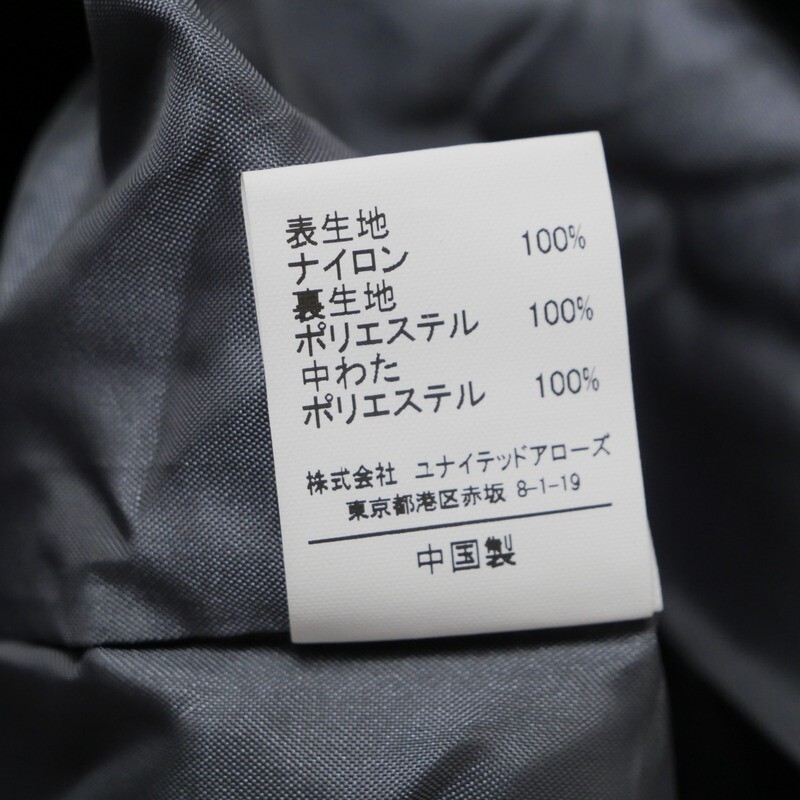 表生地
ナイロン 100%
裏生地
ポリエステル 100%
中わた
ポリエステル 100%
株式会社 ユナイテッドアローズ
東京都港区赤坂 8-1-19
中国製